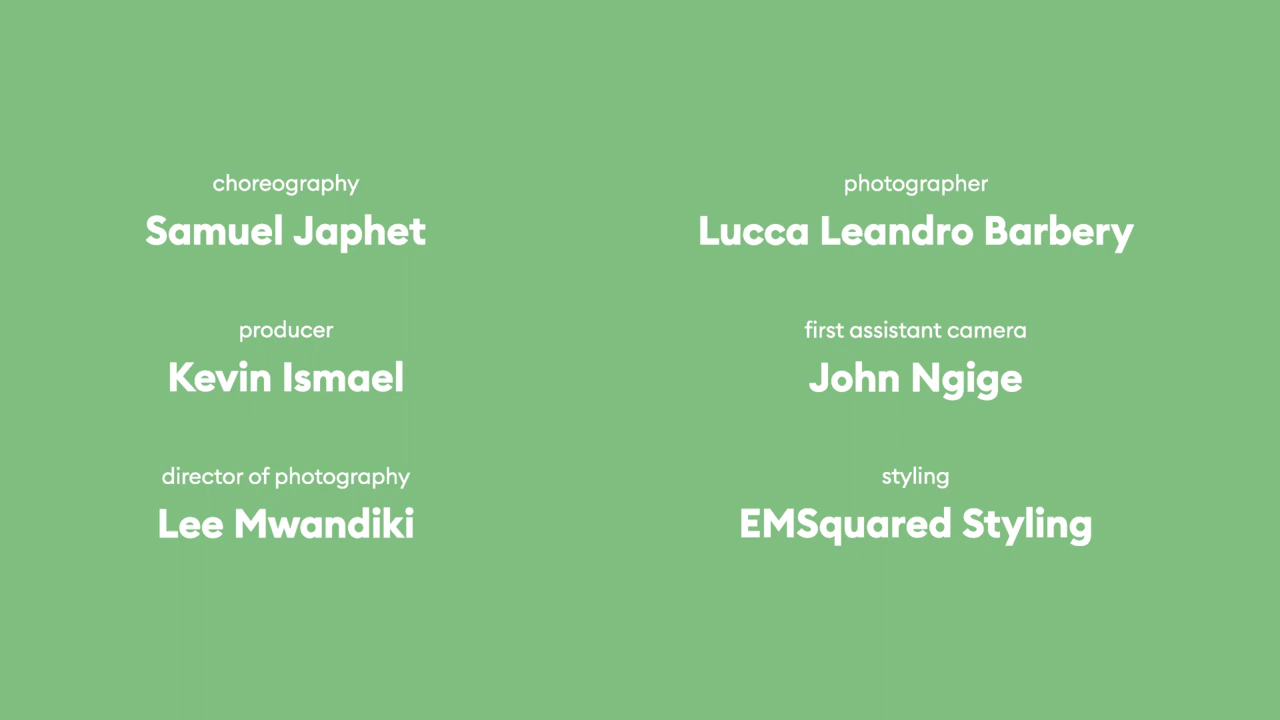 choreography
Samuel Japhet
producer
Kevin Ismael
director of photography
Lee Mwandiki
photographer
Lucca Leandro Barbery
first assistant camera
John Ngige
styling
EMSquared Styling